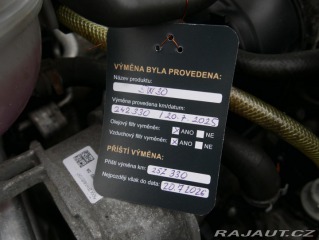 VÝMĚNA BYLA PROVEDENA:
Název produktu:
5W30
Výměna provedena km/datum:
242 330 / 20.7 2025
Olejový filtr vyměněn: ☒ ANO ☐ NE
Vzduchový filtr vyměněn: ☒ ANO ☐ NE
PŘÍŠTÍ VÝMĚNA:
Příští výměna km: 252 330
Nejpozději však do data: 20.7 2026
RAJAUT.CZ